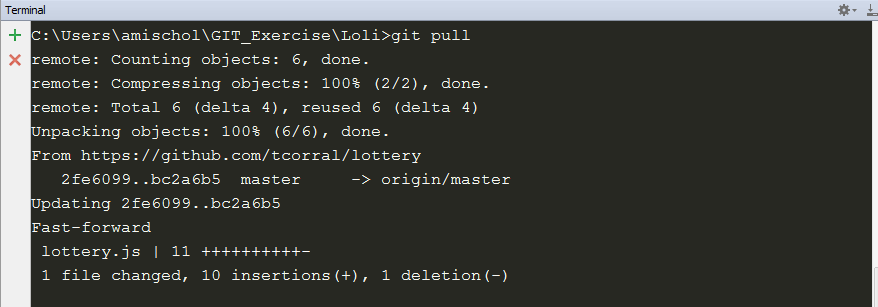 Terminal
C:\Users\amischol\GIT_Exercise\Loli>git pull
remote: Counting objects: 6, done.
remote: Compressing objects: 100% (2/2), done.
remote: Total 6 (delta 4), reused 6 (delta 4)
Unpacking objects: 100% (6/6), done.
From https://github.com/tcorral/lottery
   2fe6099..bc2a6b5  master     -> origin/master
Updating 2fe6099..bc2a6b5
Fast-forward
 lottery.js | 11 ++++++++++-
 1 file changed, 10 insertions(+), 1 deletion(-)